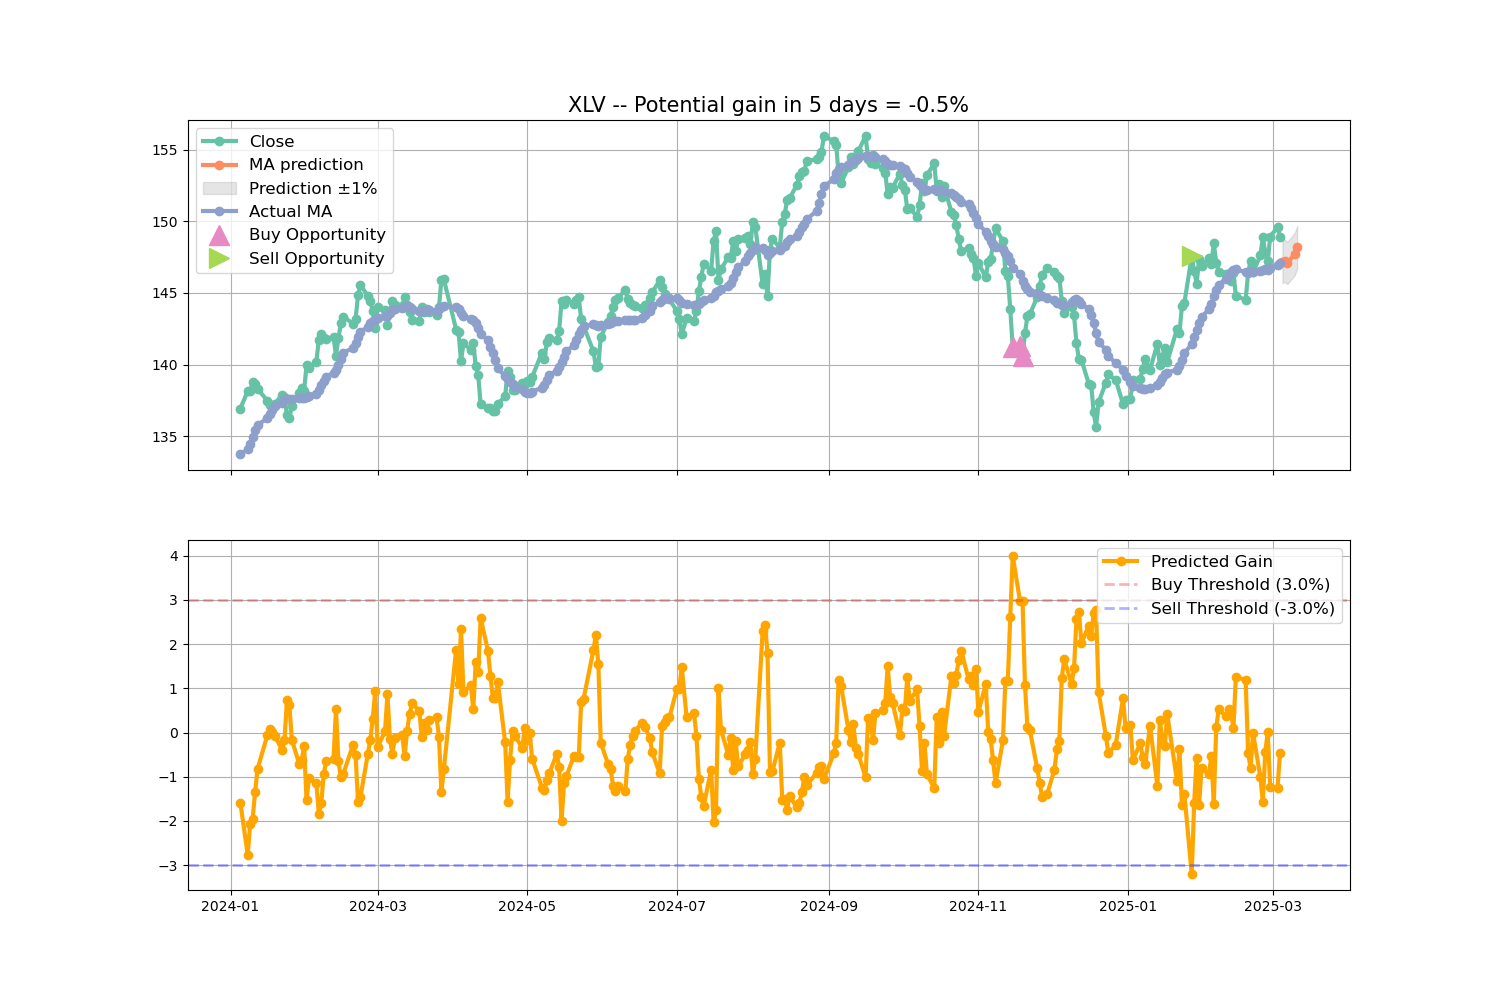 XLV -- Potential gain in 5 days = -0.5%
Close
MA prediction
Prediction ±1%
Actual MA
Buy Opportunity
Sell Opportunity
155
150
145
140
135
Predicted Gain
Buy Threshold (3.0%)
Sell Threshold (-3.0%)
4
3
2
1
0
−1
−2
−3
2024-01 2024-03 2024-05 2024-07 2024-09 2024-11 2025-01 2025-03